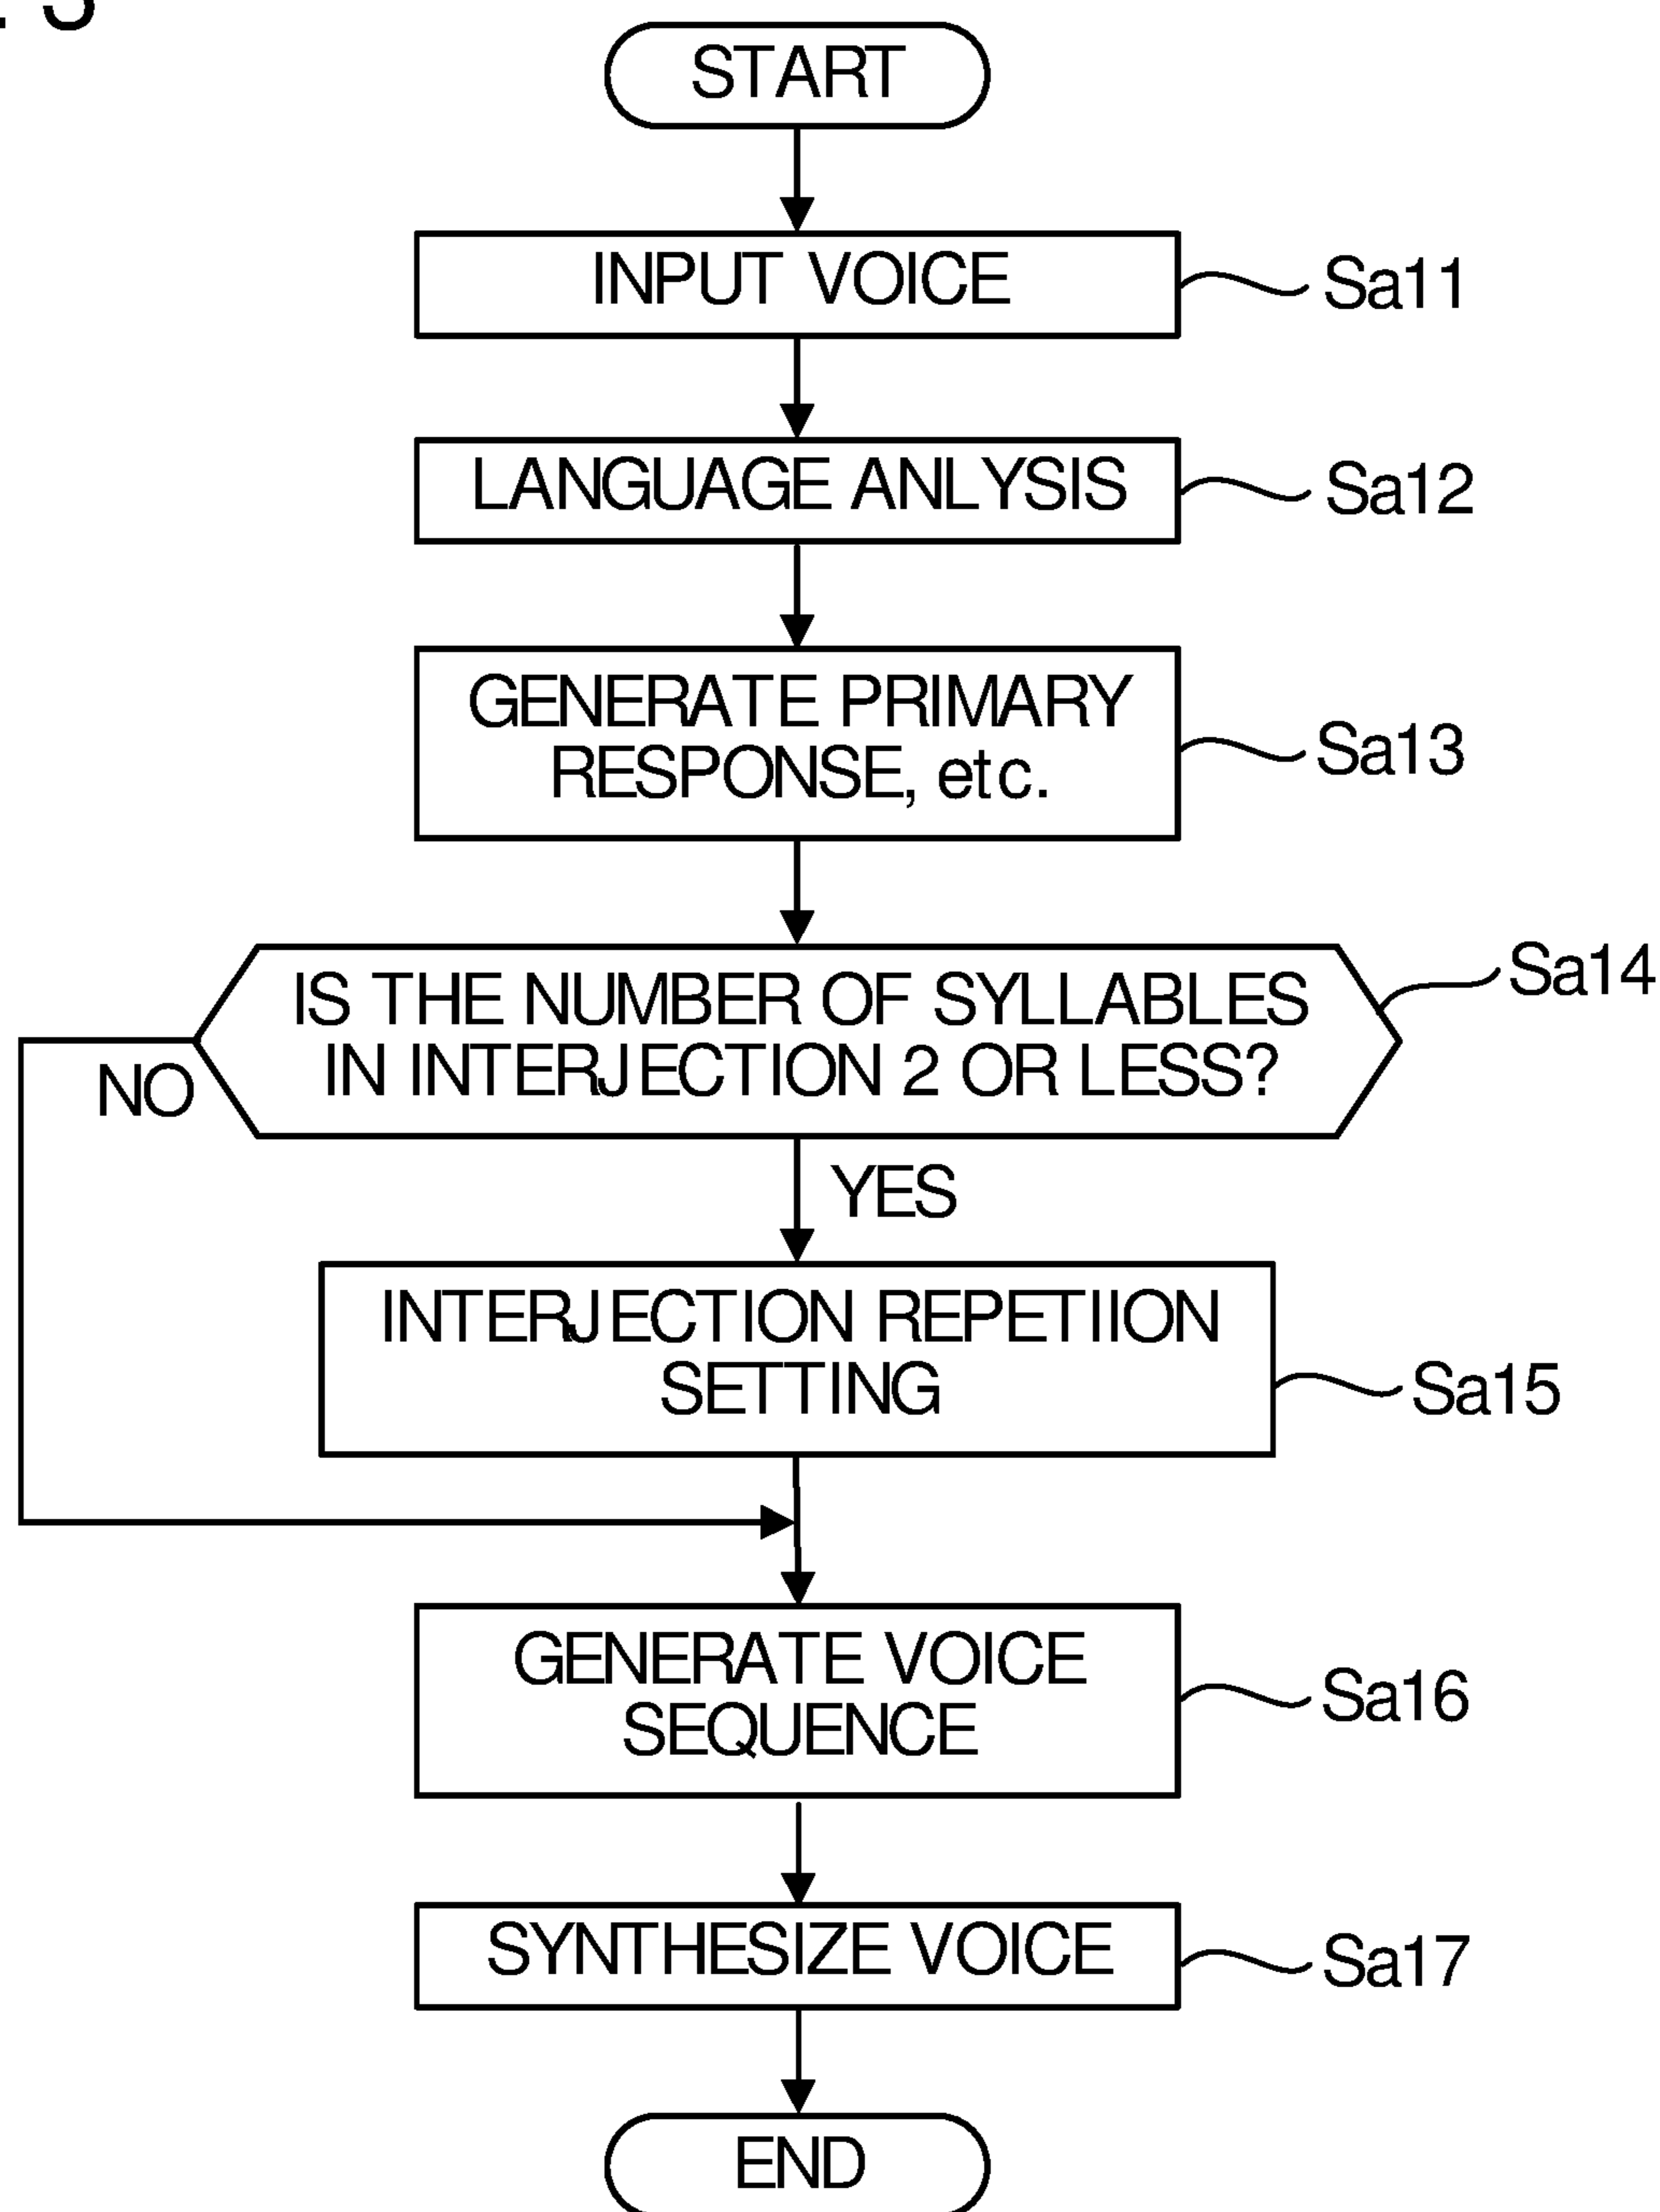 START
INPUT VOICE
Sa11
LANGUAGE ANLYSIS
Sa12
GENERATE PRIMARY
RESPONSE, etc.
Sa13
IS THE NUMBER OF SYLLABLES
IN INTERJECTION 2 OR LESS?
Sa14
NO
YES
INTERJECTION REPETIION
SETTING
Sa15
GENERATE VOICE
SEQUENCE
Sa16
SYNTHESIZE VOICE
Sa17
END